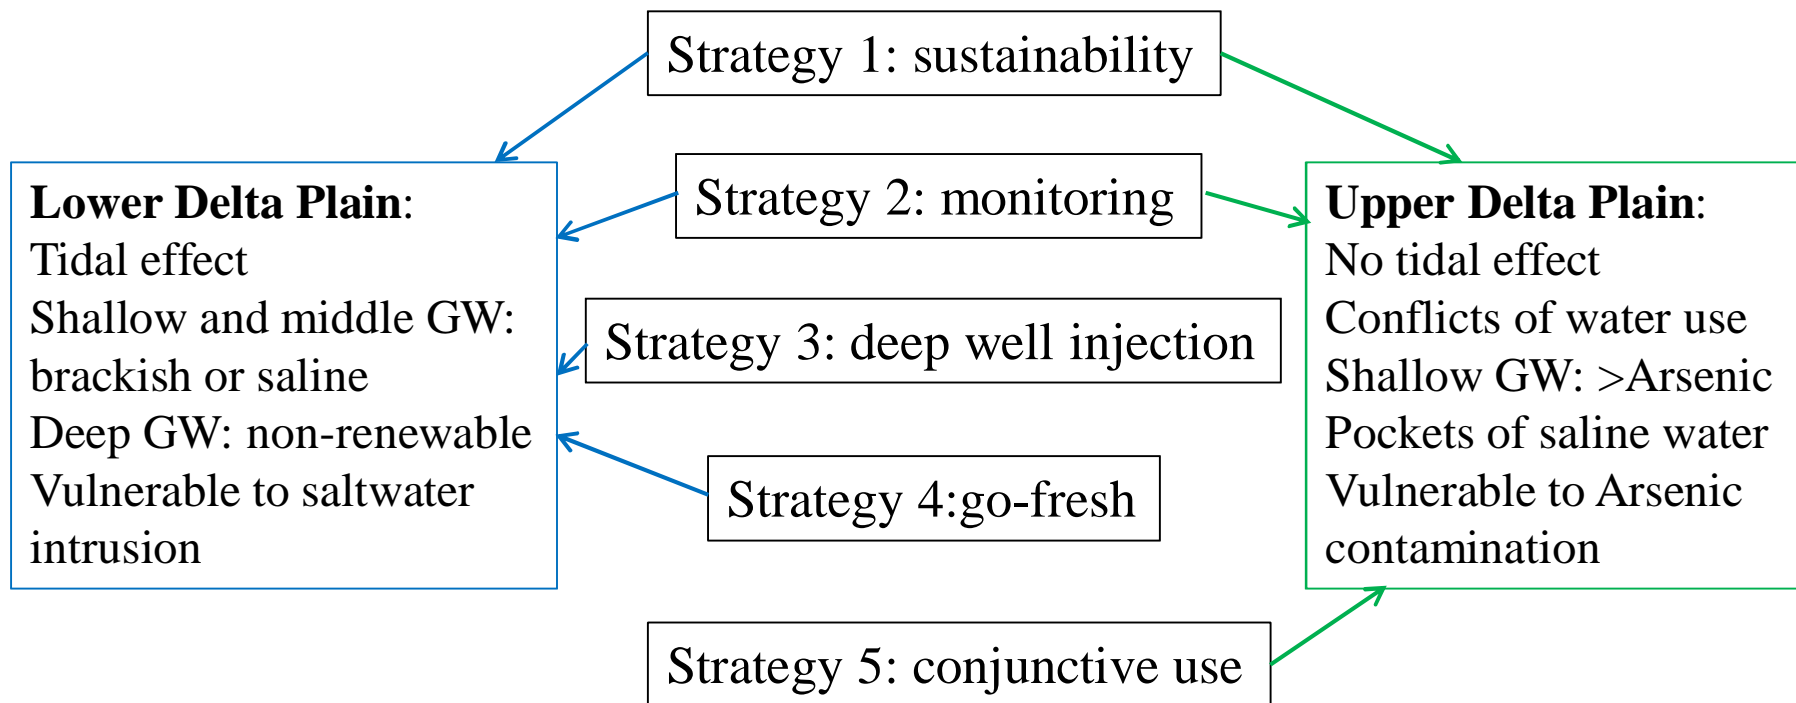 Strategy 1: sustainability
Strategy 2: monitoring
Strategy 3: deep well injection
Strategy 4:go-fresh
Strategy 5: conjunctive use
Lower Delta Plain:
Tidal effect
Shallow and middle GW:
brackish or saline
Deep GW: non-renewable
Vulnerable to saltwater
intrusion
Upper Delta Plain:
No tidal effect
Conflicts of water use
Shallow GW: >Arsenic
Pockets of saline water
Vulnerable to Arsenic
contamination